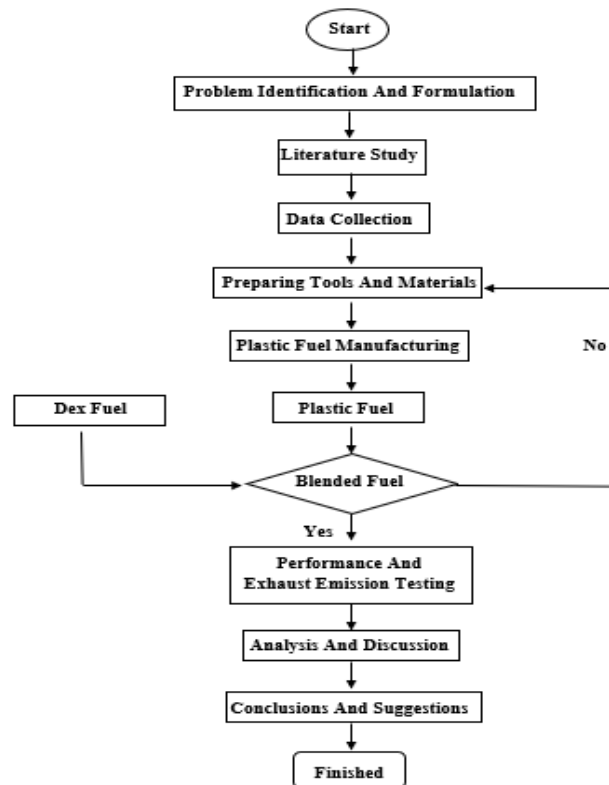 Start
Problem Identification And Formulation
Literature Study
Data Collection
Preparing Tools And Materials
Plastic Fuel Manufacturing
No
Dex Fuel
Plastic Fuel
Blended Fuel
Yes
Performance And
Exhaust Emission Testing
Analysis And Discussion
Conclusions And Suggestions
Finished